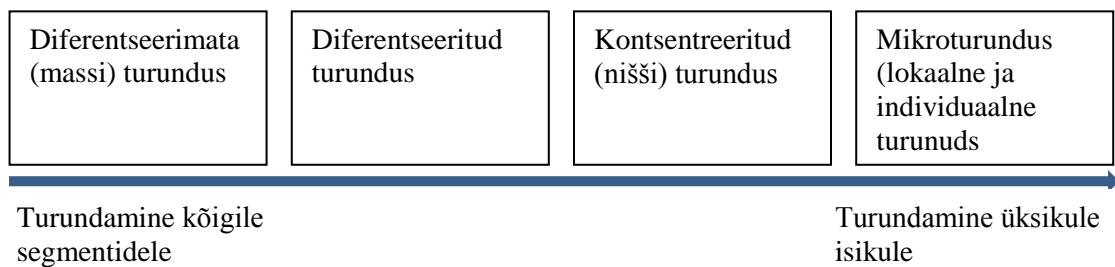 Diferentseerimata
(massi) turundus
Diferentseeritud
turundus
Kontsentreeritud
(nišši) turundus
Mikroturundus
(lokaalne ja
individuaalne
turunuds
Turundamine kõigile
segmentidele
Turundamine üksikule
isikule